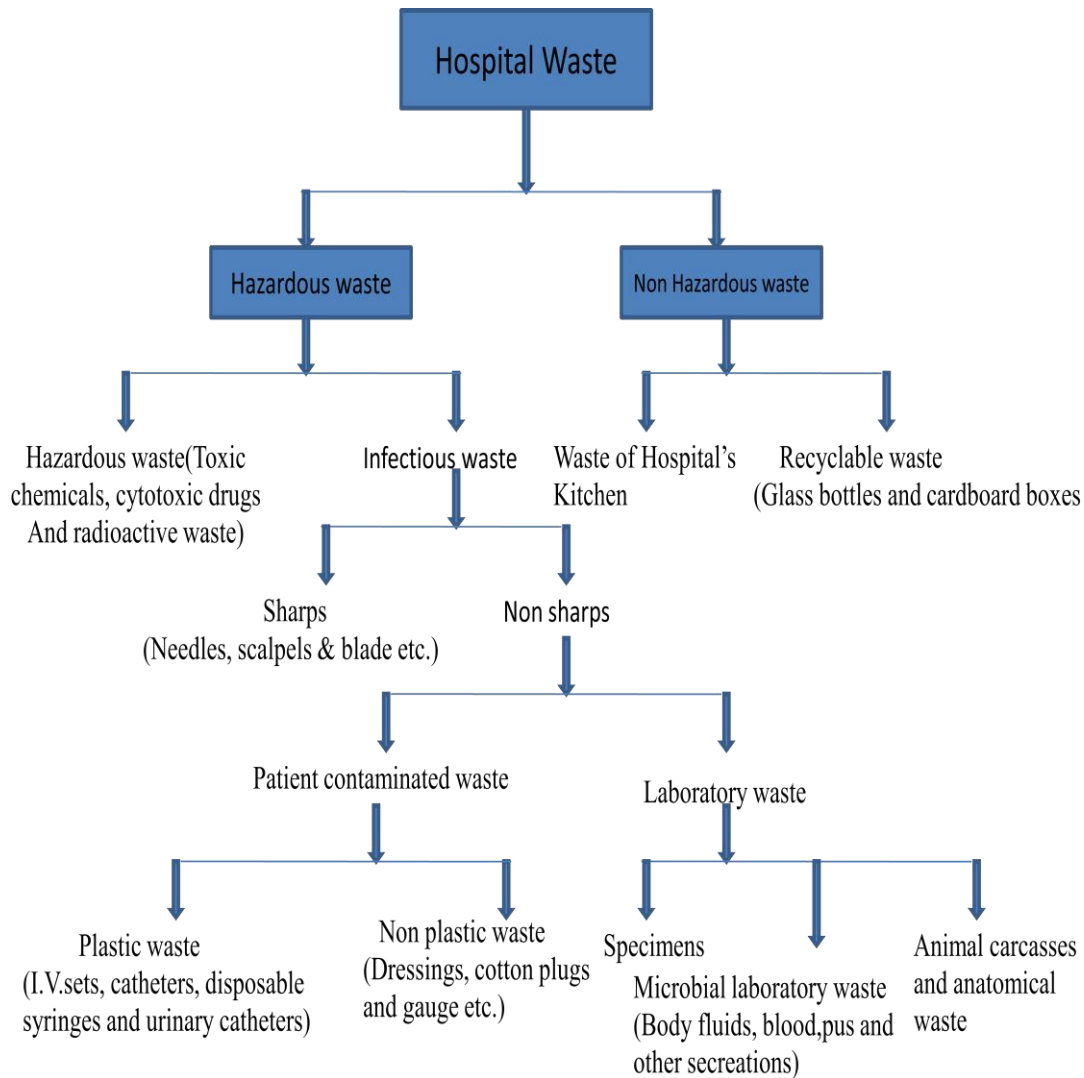 Hospital Waste
Hazardous waste
Non Hazardous waste
Hazardous waste(Toxic
chemicals, cytotoxic drugs
And radioactive waste)
Infectious waste
Waste of Hospital’s
Kitchen
Recyclable waste
(Glass bottles and cardboard boxes
Sharps
(Needles, scalpels & blade etc.)
Non sharps
Patient contaminated waste
Laboratory waste
Plastic waste
(I.V.sets, catheters, disposable
syringes and urinary catheters)
Non plastic waste
(Dressings, cotton plugs
and gauge etc.)
Specimens
Microbial laboratory waste
(Body fluids, blood,pus and
other secreations)
Animal carcasses
and anatomical
waste